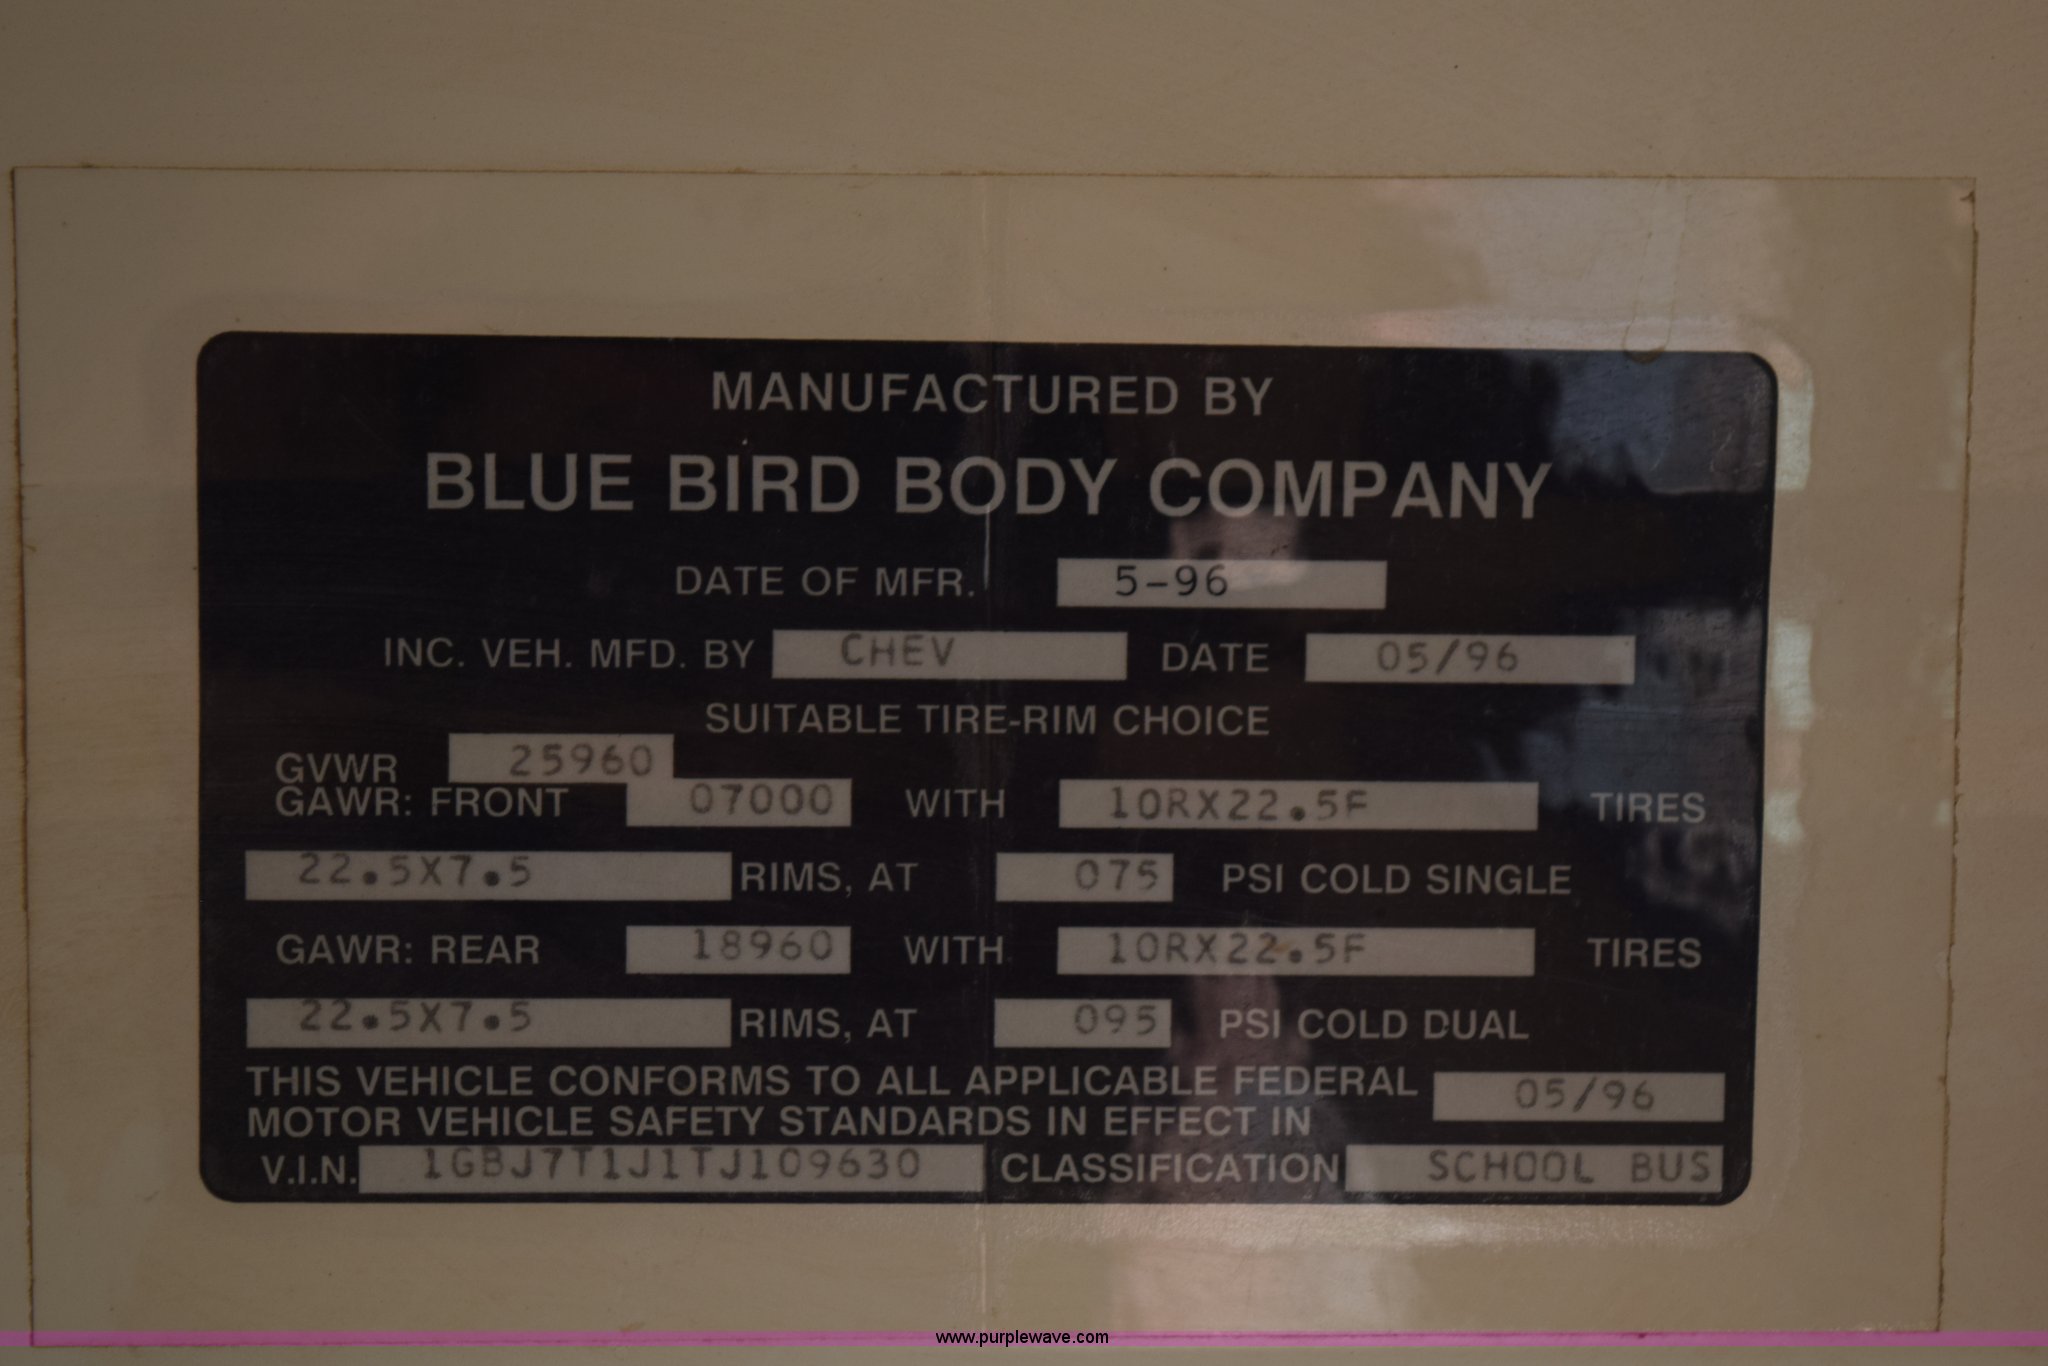 MANUFACTURED BY
BLUE BIRD BODY COMPANY
DATE OF MFR. 5-96
INC. VEH. MFD. BY CHEV DATE 05/96
SUITABLE TIRE-RIM CHOICE
GVWR 25960
GAWR: FRONT 07000 WITH 10RX22.5F TIRES
22.5X7.5 RIMS, AT 075 PSI COLD SINGLE
GAWR: REAR 18960 WITH 10RX22.5F TIRES
22.5X7.5 RIMS, AT 095 PSI COLD DUAL
THIS VEHICLE CONFORMS TO ALL APPLICABLE FEDERAL 05/96
MOTOR VEHICLE SAFETY STANDARDS IN EFFECT IN
V.I.N. 1GBJ7T1J1TJ109630 CLASSIFICATION SCHOOL BUS
www.purplewave.com